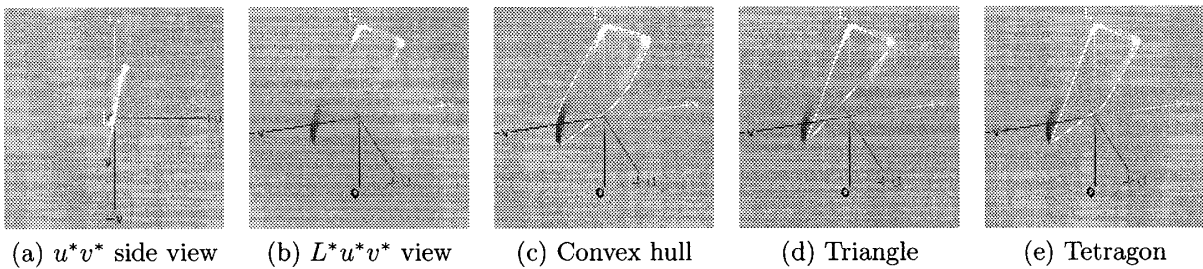 -v
-v
-v
-v
-v
(a) u*v* side view
(b) L*u*v* view
(c) Convex hull
(d) Triangle
(e) Tetragon